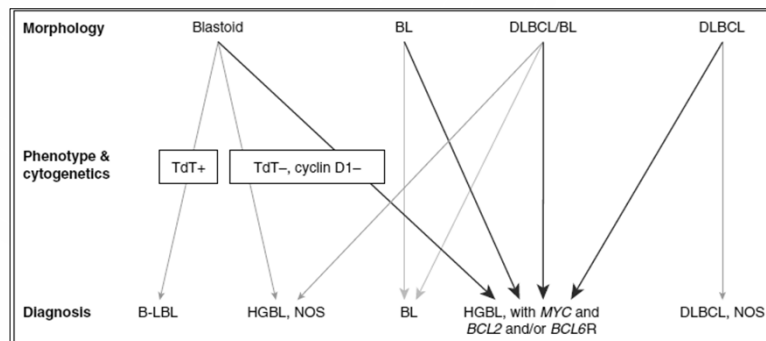 Morphology Blastoid BL DLBCL/BL DLBCL
Phenotype &
cytogenetics
TdT+ TdT–, cyclin D1–
Diagnosis B-LBL HGBL, NOS BL HGBL, with MYC and DLBCL, NOS
BCL2 and/or BCL6R